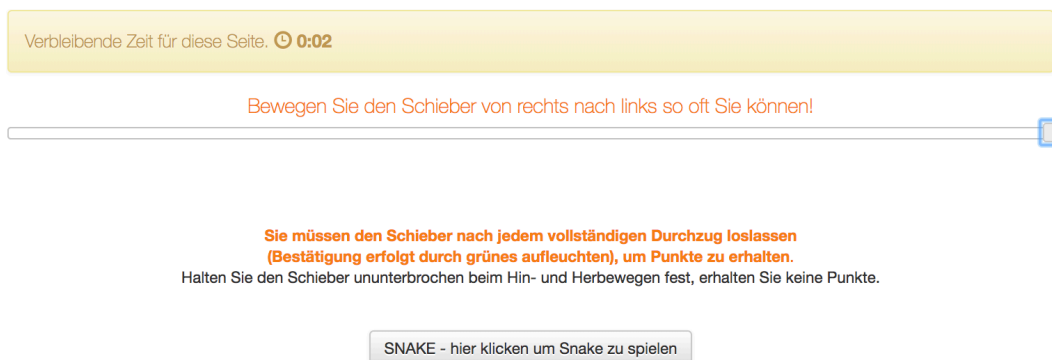 Verbleibende Zeit für diese Seite. 0:02
Bewegen Sie den Schieber von rechts nach links so oft Sie können!
Sie müssen den Schieber nach jedem vollständigen Durchzug loslassen
(Bestätigung erfolgt durch grünes aufleuchten), um Punkte zu erhalten.
Halten Sie den Schieber ununterbrochen beim Hin- und Herbewegen fest, erhalten Sie keine Punkte.
SNAKE - hier klicken um Snake zu spielen